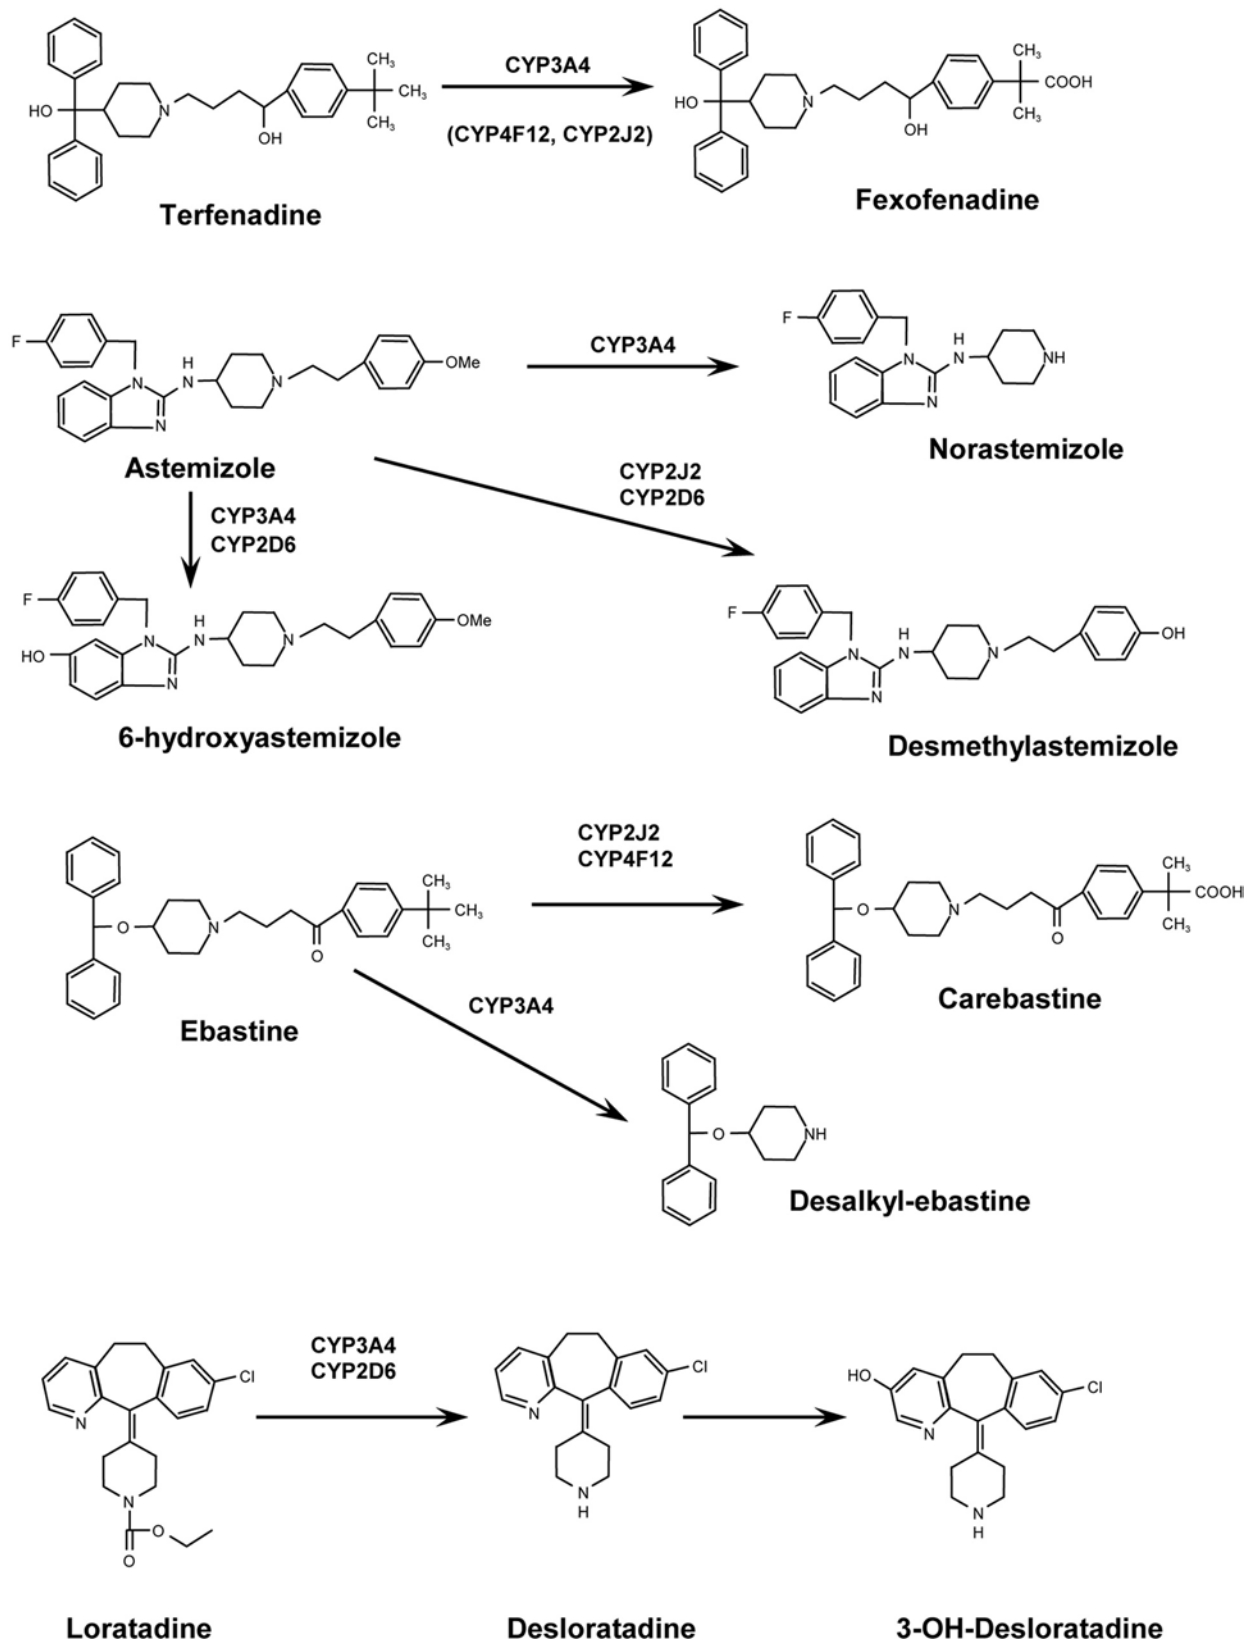 CH3
HO
N
OH
CH3
CH3
Terfenadine
CYP3A4
(CYP4F12, CYP2J2)
HO
N
OH
CH3
COOH
CH3
Fexofenadine
F
N
N
H
N
N
OMe
Astemizole
CYP3A4
F
N
N
H
N
NH
Norastemizole
CYP2J2
CYP2D6
CYP3A4
CYP2D6
F
HO
N
N
H
N
N
OMe
6-hydroxyastemizole
F
N
N
H
N
N
OH
Desmethylastemizole
O
N
O
CH3
CH3
CH3
Ebastine
CYP2J2
CYP4F12
O
N
O
CH3
COOH
CH3
Carebastine
CYP3A4
O
NH
Desalkyl-ebastine
Cl
N
N
O
O
Loratadine
CYP3A4
CYP2D6
Cl
N
N
H
Desloratadine
HO
Cl
N
N
H
3-OH-Desloratadine